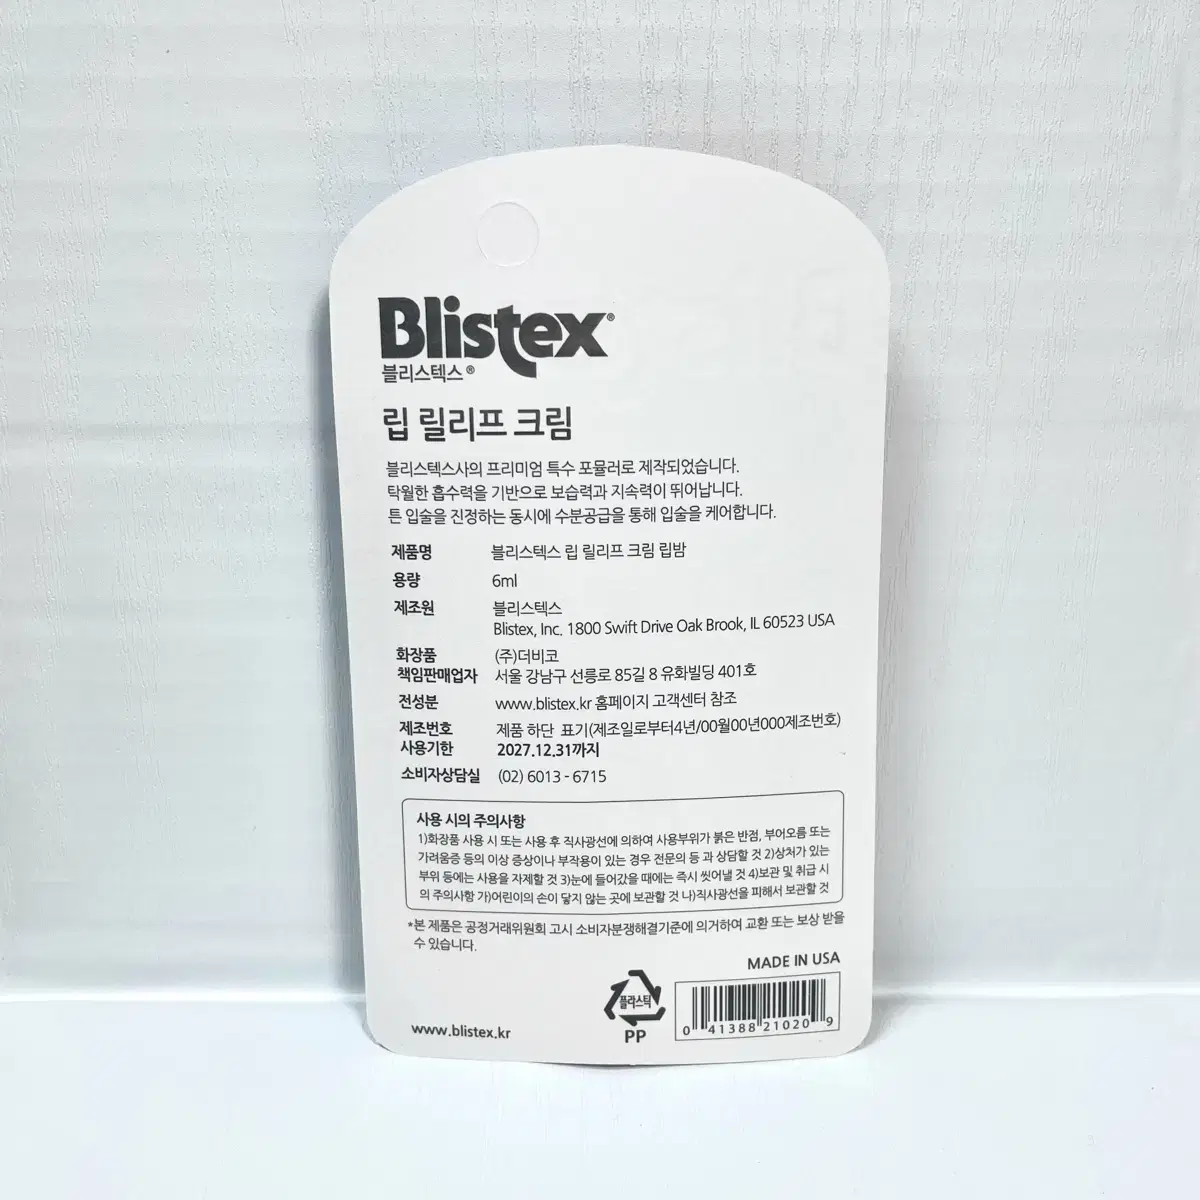 Blistex®
블리스텍스®
립 릴리프 크림
블리스텍스사의 프리미엄 특수 포뮬러로 제작되었습니다.
탁월한 흡수력을 기반으로 보습력과 지속력이 뛰어납니다.
튼 입술을 진정하는 동시에 수분공급을 통해 입술을 케어합니다.
제품명 블리스텍스 립 릴리프 크림 립밤
용량 6ml
제조원 블리스텍스
Blistex, Inc. 1800 Swift Drive Oak Brook, IL 60523 USA
화장품 (주)더비코
책임판매업자 서울 강남구 선릉로 85길 8 유화빌딩 401호
전성분 www.blistex.kr 홈페이지 고객센터 참조
제조번호 제품 하단 표기(제조일로부터4년/00월00년000제조번호)
사용기한 2027.12.31까지
소비자상담실 (02) 6013 - 6715
사용 시의 주의사항
1)화장품 사용 시 또는 사용 후 직사광선에 의하여 사용부위가 붉은 반점, 부어오름 또는
가려움증 등의 이상 증상이나 부작용이 있는 경우 전문의 등 과 상담할 것 2)상처가 있는
부위 등에는 사용을 자제할 것 3)눈에 들어갔을 때에는 즉시 씻어낼 것 4)보관 및 취급 시
의 주의사항 가)어린이의 손이 닿지 않는 곳에 보관할 것 나)직사광선을 피해서 보관할 것
*본 제품은 공정거래위원회 고시 소비자분쟁해결기준에 의거하여 교환 또는 보상 받을
수 있습니다.
MADE IN USA
플라스틱
PP
0 41388 21020 9
www.blistex.kr